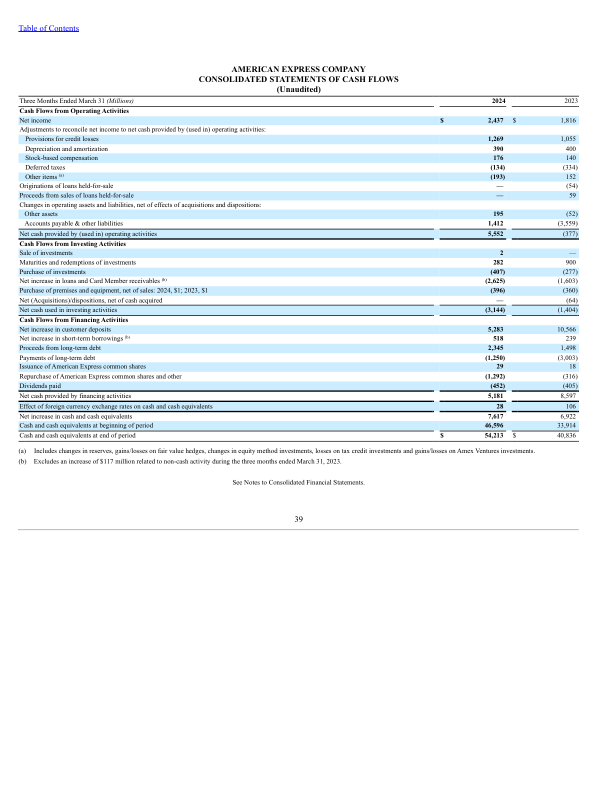 Table of Contents
AMERICAN EXPRESS COMPANY
CONSOLIDATED STATEMENTS OF CASH FLOWS
(Unaudited)
Three Months Ended March 31 (Millions) 2024 2023
Cash Flows from Operating Activities
Net income $ 2,437 $ 1,816
Adjustments to reconcile net income to net cash provided by (used in) operating activities:
Provisions for credit losses 1,269 1,055
Depreciation and amortization 390 400
Stock-based compensation 176 140
Deferred taxes (134) (334)
Other items (a) (193) 152
Originations of loans held-for-sale — (54)
Proceeds from sales of loans held-for-sale — 59
Changes in operating assets and liabilities, net of effects of acquisitions and dispositions:
Other assets 195 (52)
Accounts payable & other liabilities 1,412 (3,559)
Net cash provided by (used in) operating activities 5,552 (377)
Cash Flows from Investing Activities
Sale of investments 2 —
Maturities and redemptions of investments 282 900
Purchase of investments (407) (277)
Net increase in loans and Card Member receivables (b) (2,625) (1,603)
Purchase of premises and equipment, net of sales: 2024, $1; 2023, $1 (396) (360)
Net (Acquisitions)/dispositions, net of cash acquired — (64)
Net cash used in investing activities (3,144) (1,404)
Cash Flows from Financing Activities
Net increase in customer deposits 5,283 10,566
Net increase in short-term borrowings (b) 518 239
Proceeds from long-term debt 2,345 1,498
Payments of long-term debt (1,250) (3,003)
Issuance of American Express common shares 29 18
Repurchase of American Express common shares and other (1,292) (316)
Dividends paid (452) (405)
Net cash provided by financing activities 5,181 8,597
Effect of foreign currency exchange rates on cash and cash equivalents 28 106
Net increase in cash and cash equivalents 7,617 6,922
Cash and cash equivalents at beginning of period 46,596 33,914
Cash and cash equivalents at end of period $ 54,213 $ 40,836
(a) Includes changes in reserves, gains/losses on fair value hedges, changes in equity method investments, losses on tax credit investments and gains/losses on Amex Ventures investments.
(b) Excludes an increase of $117 million related to non-cash activity during the three months ended March 31, 2023.
See Notes to Consolidated Financial Statements.
39